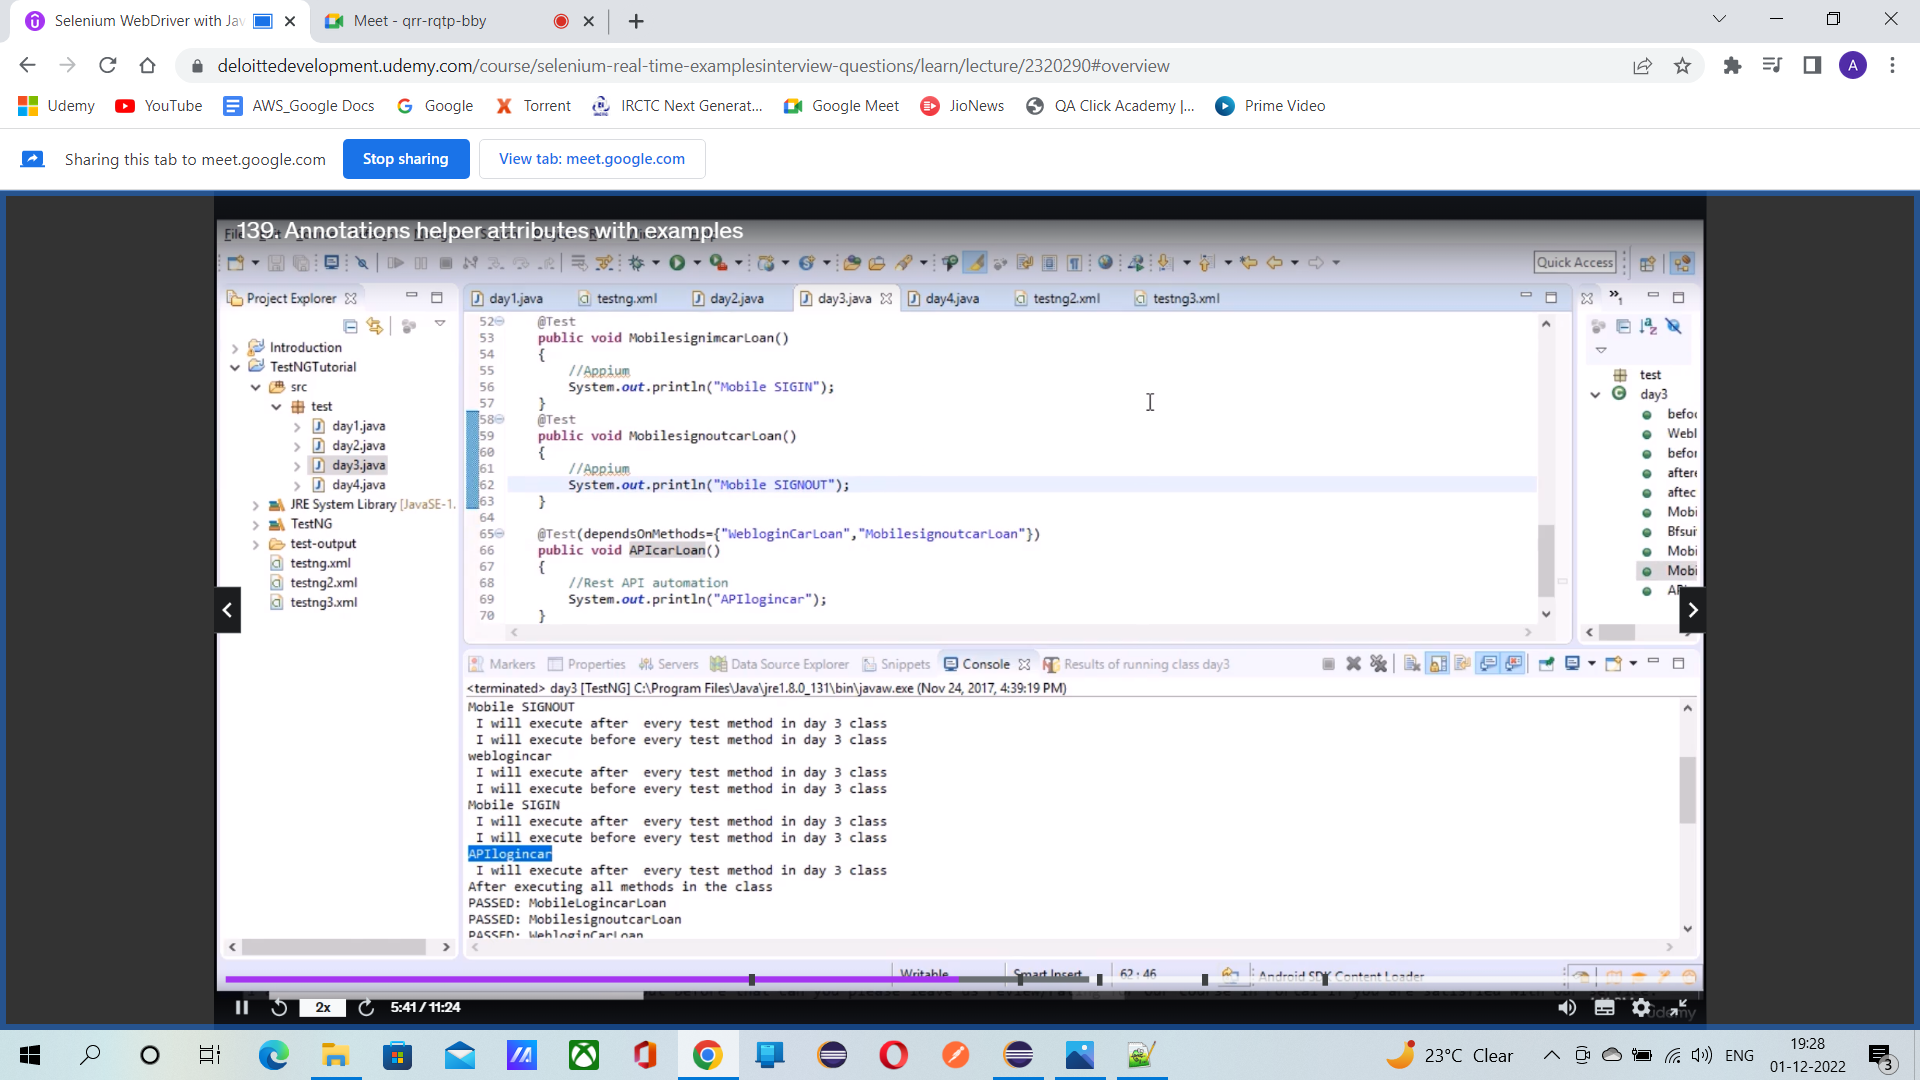 Selenium WebDriver with Jav
Meet - qrr-rqtp-bby
deloittedevelopment.udemy.com/course/selenium-real-time-examplesinterview-questions/learn/lecture/2320290#overview
A
Udemy
YouTube
AWS_Google Docs
Google
Torrent
IRCTC Next Generat...
Google Meet
JioNews
QA Click Academy |...
Prime Video
Sharing this tab to meet.google.com
Stop sharing
View tab: meet.google.com
139. Annotations helper attributes with examples
Quick Access
Project Explorer
day1.java
testng.xml
day2.java
day3.java
day4.java
testng2.xml
testng3.xml
Introduction
TestNGTutorial
src
test
day1.java
day2.java
day3.java
day4.java
JRE System Library [JavaSE-1.
TestNG
test-output
testng.xml
testng2.xml
testng3.xml
52 @Test
53 public void MobilesignimcarLoan()
54 {
55 //Appium
56 System.out.println("Mobile SIGIN");
57 }
58 @Test
59 public void MobilesignoutcarLoan()
60 {
61 //Appium
62 System.out.println("Mobile SIGNOUT");
63 }
64
65 @Test(dependsOnMethods={"WebloginCarLoan","MobilesignoutcarLoan"})
66 public void APIcarLoan()
67 {
68 //Rest API automation
69 System.out.println("APIlogincar");
70 }
test
day3
befo
Webl
befor
aftere
aftec
Mobi
Bfsui
Mobi
Mobi
Markers
Properties
Servers
Data Source Explorer
Snippets
Console
Results of running class day3
<terminated> day3 [TestNG] C:\Program Files\Java\jre1.8.0_131\bin\javaw.exe (Nov 24, 2017, 4:39:19 PM)
Mobile SIGNOUT
I will execute after  every test method in day 3 class
I will execute before every test method in day 3 class
weblogincar
I will execute after  every test method in day 3 class
I will execute before every test method in day 3 class
Mobile SIGIN
I will execute after  every test method in day 3 class
I will execute before every test method in day 3 class
APIlogincar
I will execute after  every test method in day 3 class
After executing all methods in the class
PASSED: MobileLogincarLoan
PASSED: MobilesignoutcarLoan
PASSED: WebloginCarLoan
Writable
Smart Insert
62 : 46
Android SDK Content Loader
2x
5:41 / 11:24
udemy
23°C Clear
ENG
19:28
01-12-2022
3